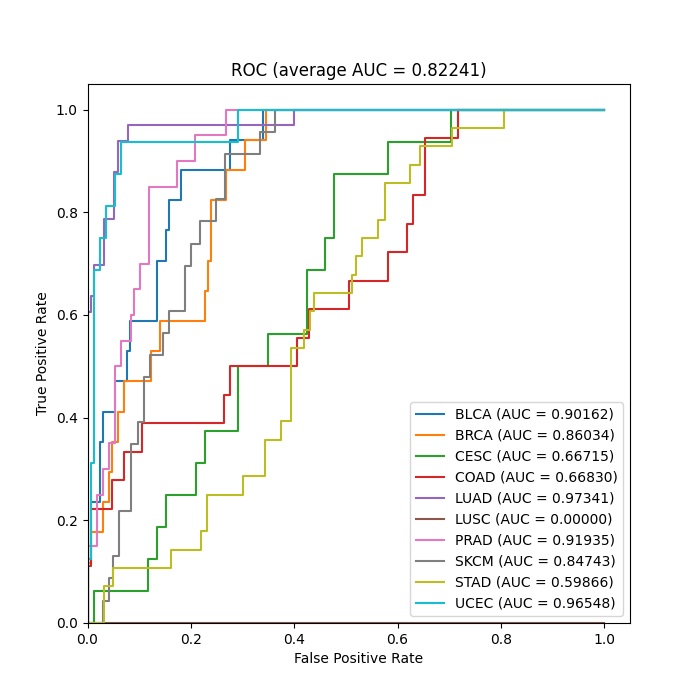 ROC (average AUC = 0.82241)
True Positive Rate
1.0
0.8
0.6
0.4
0.2
0.0
BLCA (AUC = 0.90162)
BRCA (AUC = 0.86034)
CESC (AUC = 0.66715)
COAD (AUC = 0.66830)
LUAD (AUC = 0.97341)
LUSC (AUC = 0.00000)
PRAD (AUC = 0.91935)
SKCM (AUC = 0.84743)
STAD (AUC = 0.59866)
UCEC (AUC = 0.96548)
0.0 0.2 0.4 0.6 0.8 1.0
False Positive Rate